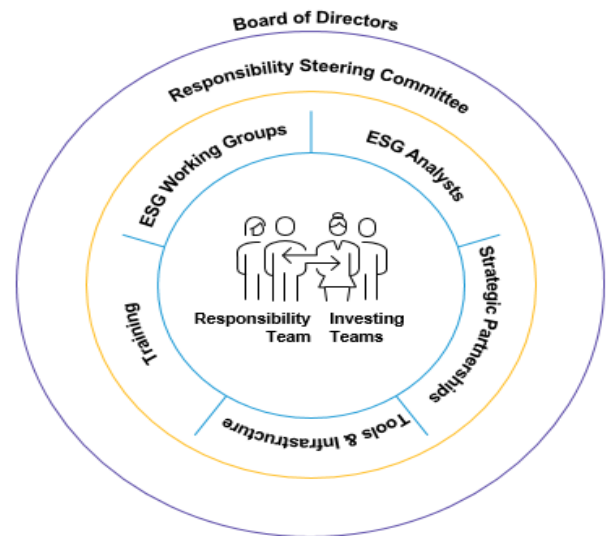 Board of Directors
Responsibility Steering Committee
ESG Working Groups
ESG Analysts
Strategic Partnerships
Tools & Infrastructure
Training
Responsibility Team
Investing Teams